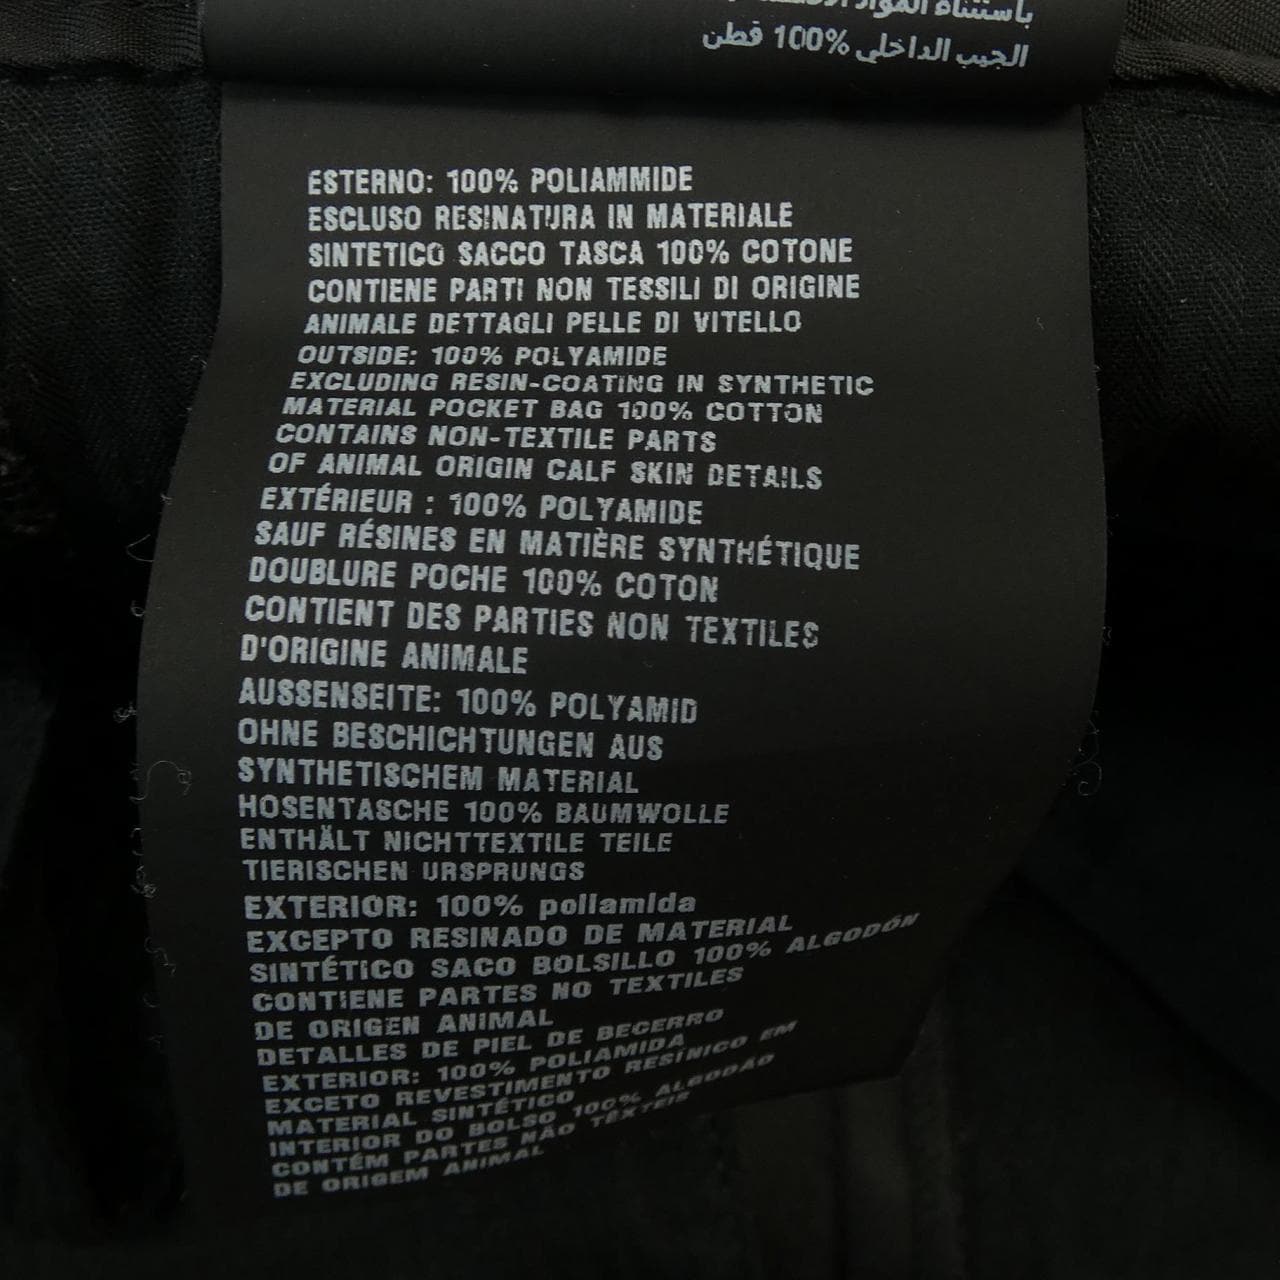 باستثناء المواد
الجيب الداخلي 100% قطن
ESTERNO: 100% POLIAMMIDE
ESCLUSO RESINATURA IN MATERIALE
SINTETICO SACCO TASCA 100% COTONE
CONTIENE PARTI NON TESSILI DI ORIGINE
ANIMALE DETTAGLI PELLE DI VITELLO
OUTSIDE: 100% POLYAMIDE
EXCLUDING RESIN-COATING IN SYNTHETIC
MATERIAL POCKET BAG 100% COTTON
CONTAINS NON-TEXTILE PARTS
OF ANIMAL ORIGIN CALF SKIN DETAILS
EXTÉRIEUR : 100% POLYAMIDE
SAUF RÉSINES EN MATIÈRE SYNTHÉTIQUE
DOUBLURE POCHE 100% COTON
CONTIENT DES PARTIES NON TEXTILES
D'ORIGINE ANIMALE
AUSSENSEITE: 100% POLYAMID
OHNE BESCHICHTUNGEN AUS
SYNTHETISCHEM MATERIAL
HOSENTASCHE 100% BAUMWOLLE
ENTHÄLT NICHTTEXTILE TEILE
TIERISCHEN URSPRUNGS
EXTERIOR: 100% poliamida
EXCEPTO RESINADO DE MATERIAL
SINTÉTICO SACO BOLSILLO 100% ALGODÓN
CONTIENE PARTES NO TEXTILES
DE ORIGEN ANIMAL
DETALLES DE PIEL DE BECERRO
EXTERIOR: 100% POLIAMIDA
EXCETO REVESTIMENTO RESÍNICO EM
MATERIAL SINTÉTICO
INTERIOR DO BOLSO 100% ALGODÃO
CONTÉM PARTES NÃO TÊXTEIS
DE ORIGEM ANIMAL